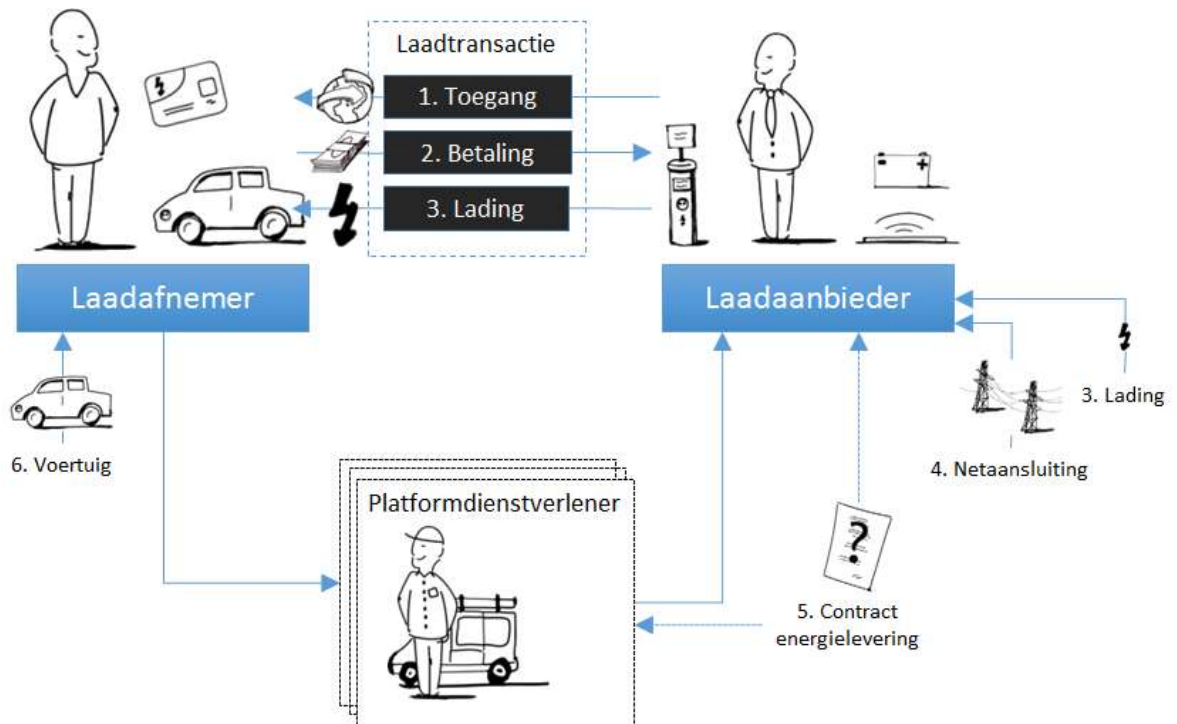 Laadtransactie
1. Toegang
2. Betaling
3. Lading
Laadafnemer
Laadaanbieder
6. Voertuig
3. Lading
4. Netaansluiting
Platformdienstverlener
5. Contract
energielevering
?